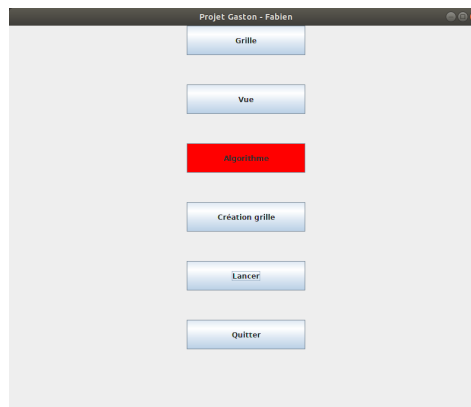 Projet Gaston - Fabien
Grille
Vue
Algorithme
Création grille
Lancer
Quitter